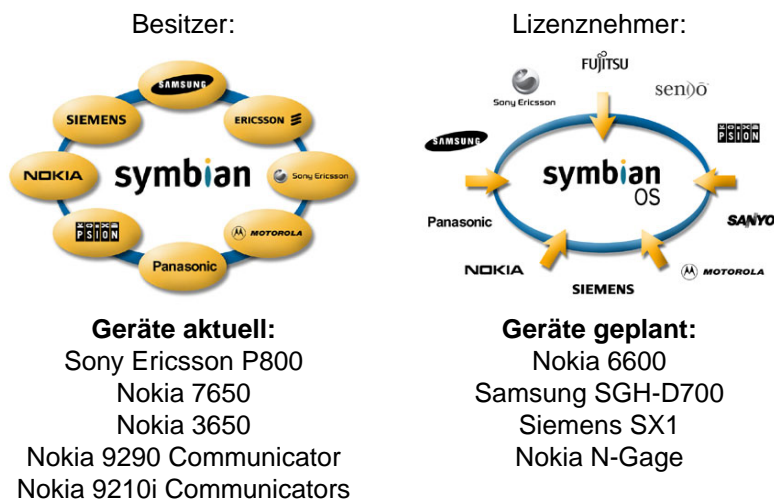 Besitzer:
SAMSUNG
SIEMENS
ERICSSON
NOKIA
symbian
Sony Ericsson
PSION
MOTOROLA
Panasonic
Geräte aktuell:
Sony Ericsson P800
Nokia 7650
Nokia 3650
Nokia 9290 Communicator
Nokia 9210i Communicators
Lizenznehmer:
FUJITSU
Sony Ericsson
sendo
SAMSUNG
PSION
symbian
OS
Panasonic
SANYO
NOKIA
MOTOROLA
SIEMENS
Geräte geplant:
Nokia 6600
Samsung SGH-D700
Siemens SX1
Nokia N-Gage